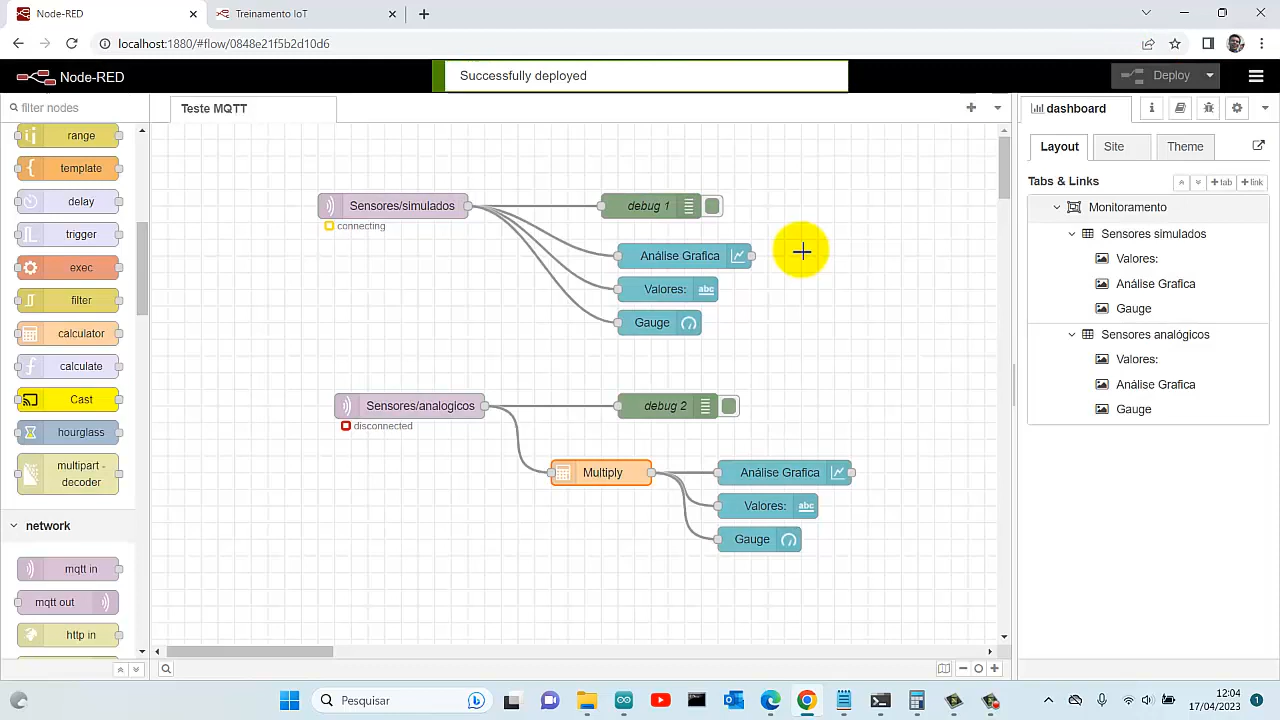 Node-RED
Treinamento IoT
localhost:1880/#flow/0848e21f5b2d10d6
Node-RED
Successfully deployed
Deploy
filter nodes
Teste MQTT
dashboard
range
template
delay
trigger
exec
filter
calculator
calculate
Cast
hourglass
multipart -
decoder
network
mqtt in
mqtt out
http in
Sensores/simulados
connecting
debug 1
Análise Grafica
Valores:
abc
Gauge
Sensores/analogicos
disconnected
debug 2
Multiply
Análise Grafica
Valores:
abc
Gauge
Layout
Site
Theme
Tabs & Links
+tab
+link
Monitoramento
Sensores simulados
Valores:
Análise Grafica
Gauge
Sensores analógicos
Valores:
Análise Grafica
Gauge
Pesquisar
12:04
17/04/2023
1